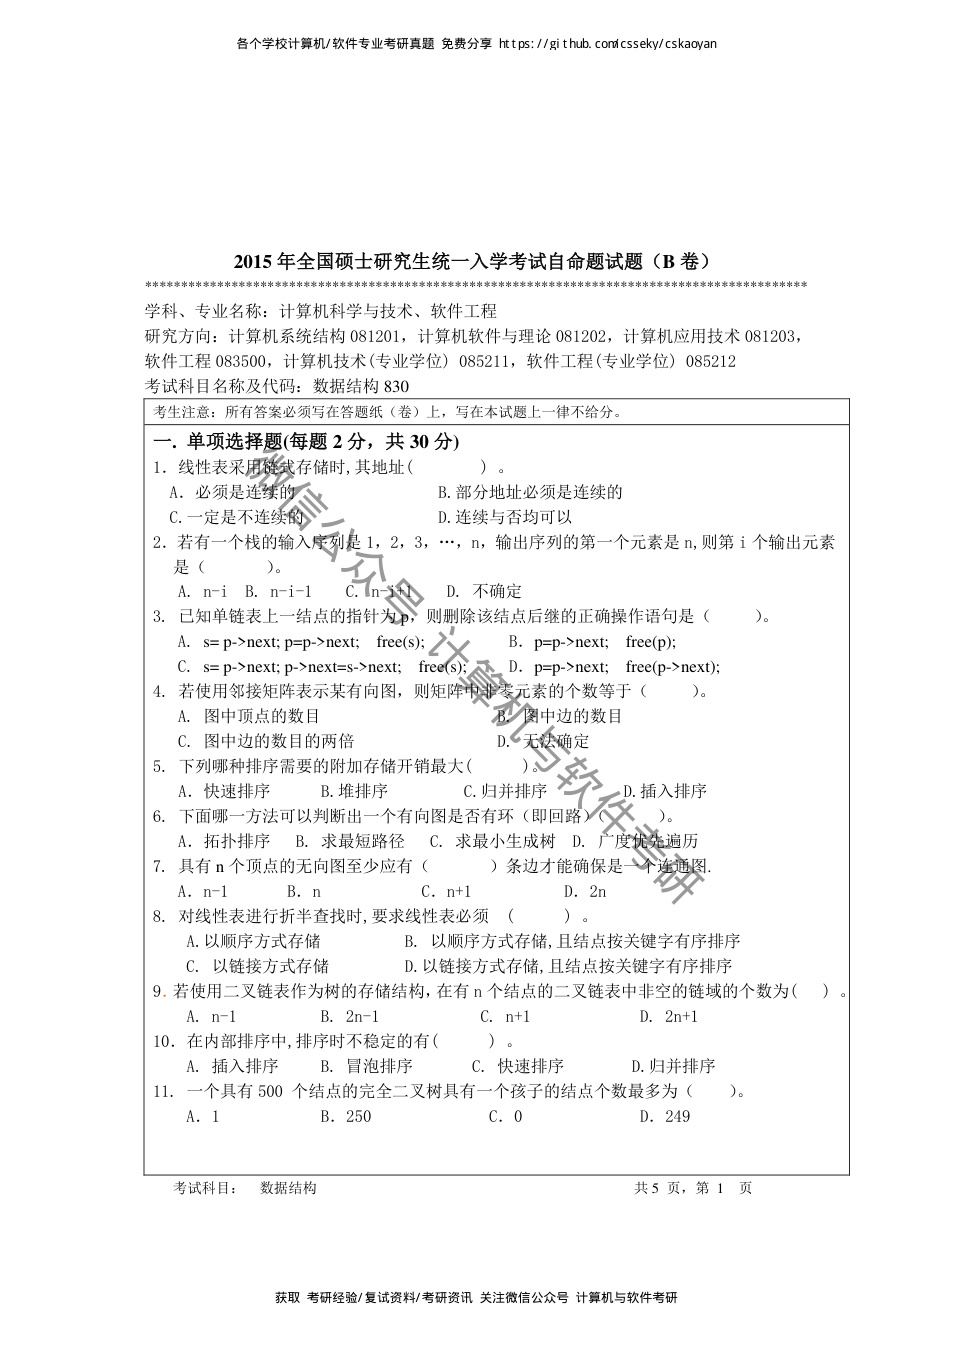 各个学校计算机/软件专业考研真题 免费分享 https://github.com/csseky/cskaoyan
2015 年全国硕士研究生统一入学考试自命题试题（B 卷）
********************************************************************************************
学科、专业名称：计算机科学与技术、软件工程
研究方向：计算机系统结构 081201，计算机软件与理论 081202，计算机应用技术 081203，
软件工程 083500，计算机技术(专业学位) 085211，软件工程(专业学位) 085212
考试科目名称及代码：数据结构 830
考生注意：所有答案必须写在答题纸（卷）上，写在本试题上一律不给分。
一. 单项选择题(每题 2 分，共 30 分)
1．线性表采用链式存储时,其地址( ) 。
A．必须是连续的 B.部分地址必须是连续的
C.一定是不连续的 D.连续与否均可以
2．若有一个栈的输入序列是 1，2，3，…，n，输出序列的第一个元素是 n,则第 i 个输出元素
是（ ）。
A. n-i B. n-i-1 C. n-i+1 D. 不确定
3. 已知单链表上一结点的指针为 p，则删除该结点后继的正确操作语句是（ ）。
A. s= p->next; p=p->next; free(s); B．p=p->next; free(p);
C. s= p->next; p->next=s->next; free(s); D．p=p->next; free(p->next);
4. 若使用邻接矩阵表示某有向图，则矩阵中非零元素的个数等于（ ）。
A. 图中顶点的数目 B. 图中边的数目
C. 图中边的数目的两倍 D. 无法确定
5. 下列哪种排序需要的附加存储开销最大( )。
A．快速排序 B.堆排序 C.归并排序 D.插入排序
6. 下面哪一方法可以判断出一个有向图是否有环（即回路）（ ）。
A．拓扑排序 B. 求最短路径 C. 求最小生成树 D. 广度优先遍历
7. 具有 n 个顶点的无向图至少应有（ ）条边才能确保是一个连通图.
A．n-1 B．n C．n+1 D．2n
8. 对线性表进行折半查找时,要求线性表必须 ( ) 。
A.以顺序方式存储 B. 以顺序方式存储,且结点按关键字有序排序
C. 以链接方式存储 D.以链接方式存储,且结点按关键字有序排序
9．若使用二叉链表作为树的存储结构,在有 n 个结点的二叉链表中非空的链域的个数为( ) 。
A. n-1 B. 2n-1 C. n+1 D. 2n+1
10．在内部排序中,排序时不稳定的有( ) 。
A. 插入排序 B. 冒泡排序 C. 快速排序 D.归并排序
11. 一个具有 500 个结点的完全二叉树具有一个孩子的结点个数最多为（ ）。
A．1 B．250 C．0 D．249
微信公众号 计算机与软件考研
考试科目： 数据结构 共 5 页，第 1 页
获取 考研经验/复试资料/考研资讯 关注微信公众号 计算机与软件考研